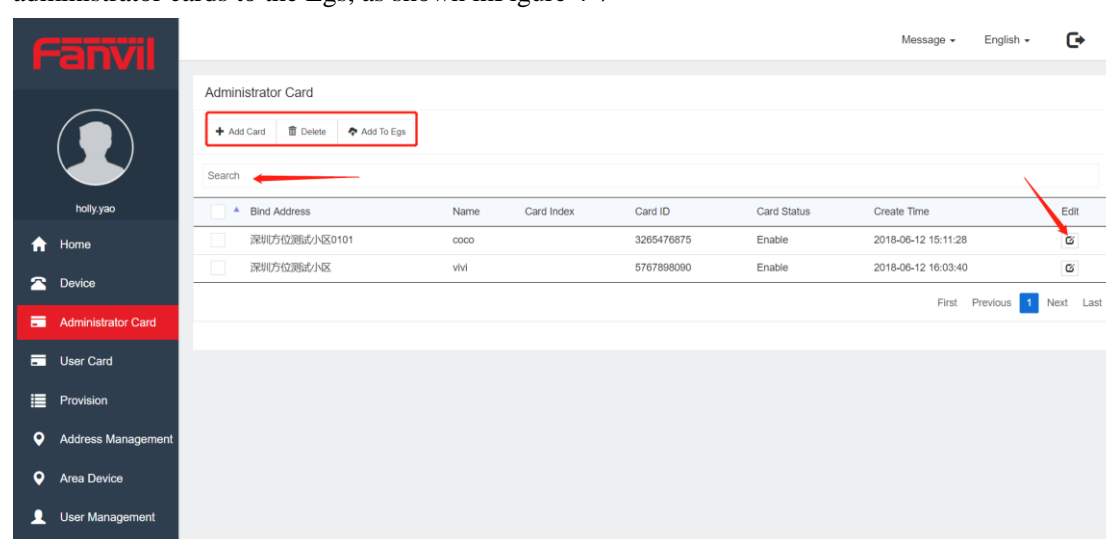 administrator cards to the Egs, as shown in
Fanvil
Message English
Administrator Card
Add Card Delete Add To Egs
Search
holly.yao
Bind Address Name Card Index Card ID Card Status Create Time Edit
深圳方位测试小区0101 coco 3265476875 Enable 2018-06-12 15:11:28
深圳方位测试小区 vivi 5767898090 Enable 2018-06-12 16:03:40
First Previous 1 Next Last
Home
Device
Administrator Card
User Card
Provision
Address Management
Area Device
User Management